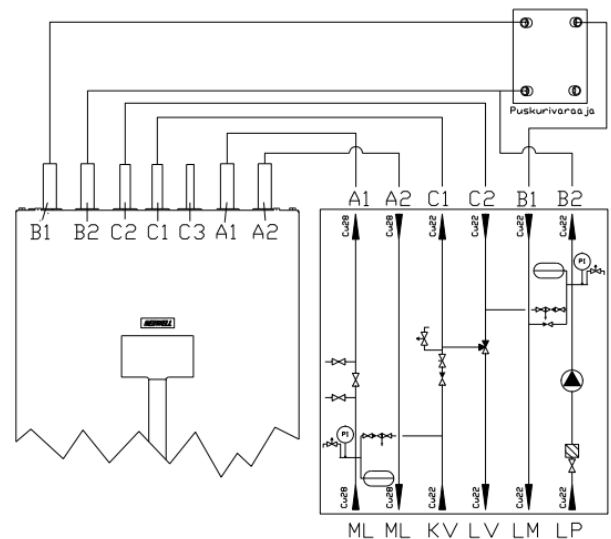 Puskurivaraaja
A1 A2 C1 C2 B1 B2
Cu28 Cu28 Cu22 Cu22 Cu22 Cu22
B1 B2 C2 C1 C3 A1 A2
PI
PI
Cu28 Cu28 Cu22 Cu22 Cu22 Cu22
ML ML KV LV LM LP